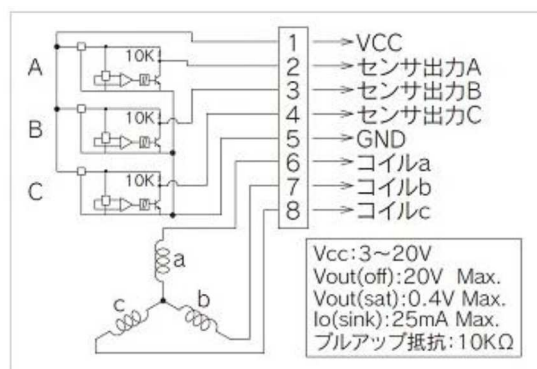 A
10K
B
10K
C
10K
1 VCC
2 センサ出力A
3 センサ出力B
4 センサ出力C
5 GND
6 コイルa
7 コイルb
8 コイルc
a
c
b
Vcc:3～20V
Vout(off):20V Max.
Vout(sat):0.4V Max.
Io(sink):25mA Max.
プルアップ抵抗:10KΩ